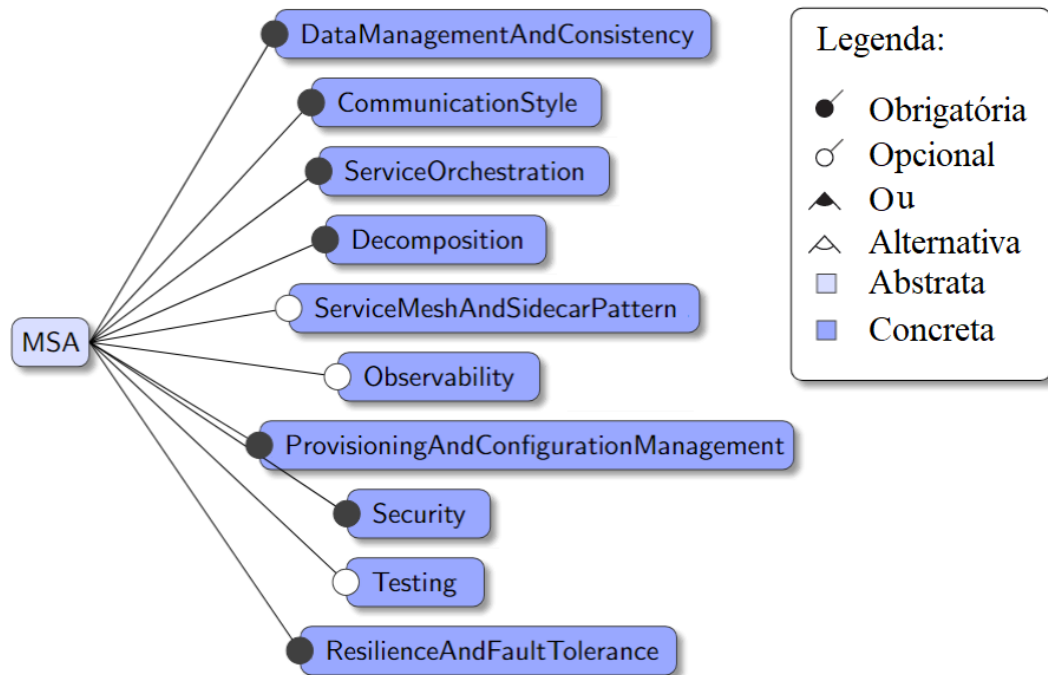 DataManagementAndConsistency
CommunicationStyle
ServiceOrchestration
Decomposition
ServiceMeshAndSidecarPattern
MSA
Observability
ProvisioningAndConfigurationManagement
Security
Testing
ResilienceAndFaultTolerance
Legenda:
Obrigatória
Opcional
Ou
Alternativa
Abstrata
Concreta